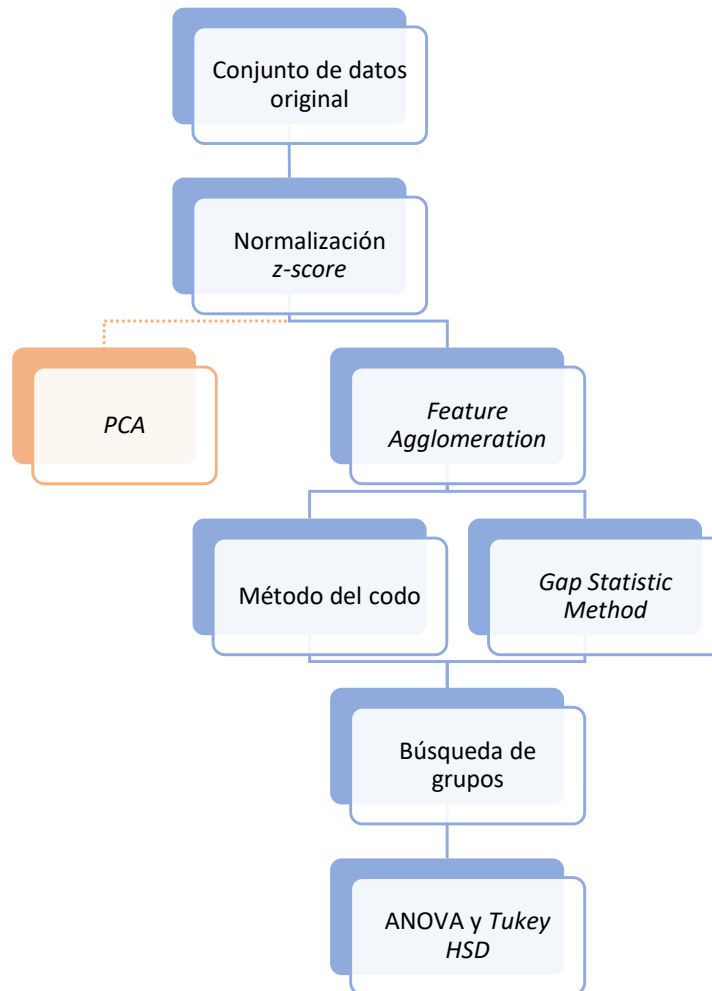 Conjunto de datos
original
Normalización
z-score
PCA
Feature
Agglomeration
Método del codo
Gap Statistic
Method
Búsqueda de
grupos
ANOVA y Tukey
HSD